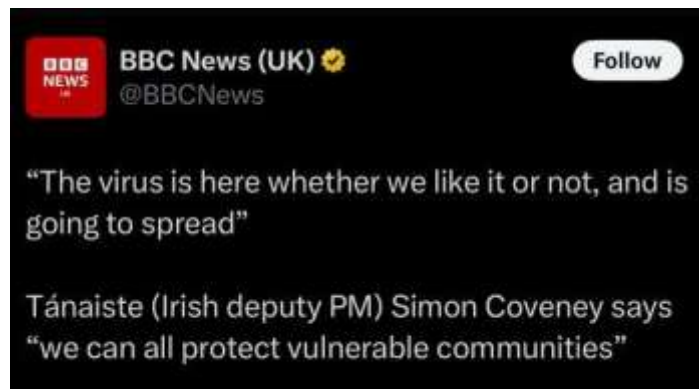 BBC
NEWS
UK
BBC News (UK)
@BBCNews
Follow
“The virus is here whether we like it or not, and is
going to spread”
Tánaiste (Irish deputy PM) Simon Coveney says
“we can all protect vulnerable communities”